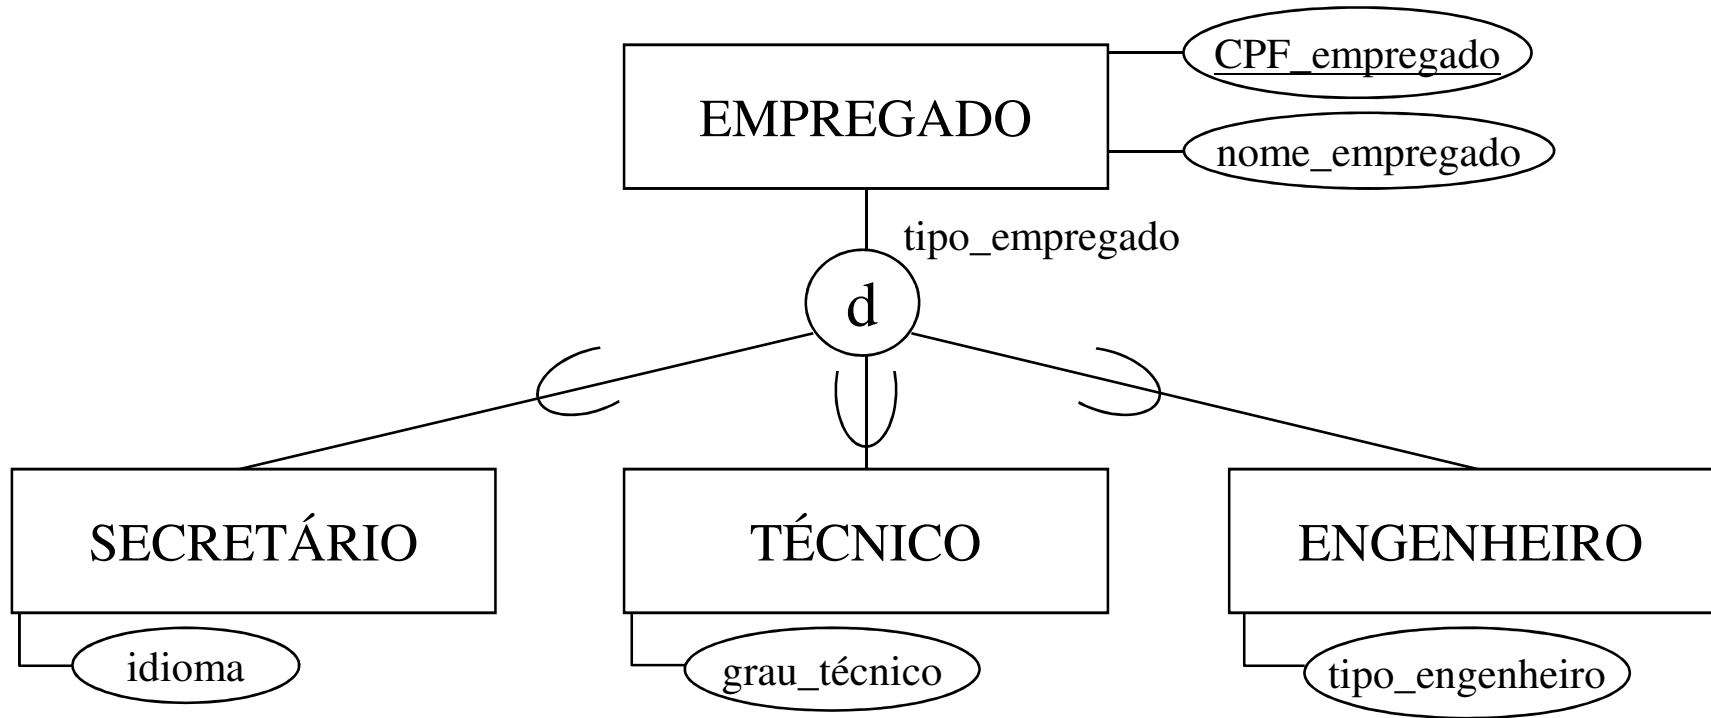 CPF_empregado
EMPREGADO
nome_empregado
tipo_empregado
d
SECRETÁRIO
TÉCNICO
ENGENHEIRO
idioma
grau_técnico
tipo_engenheiro